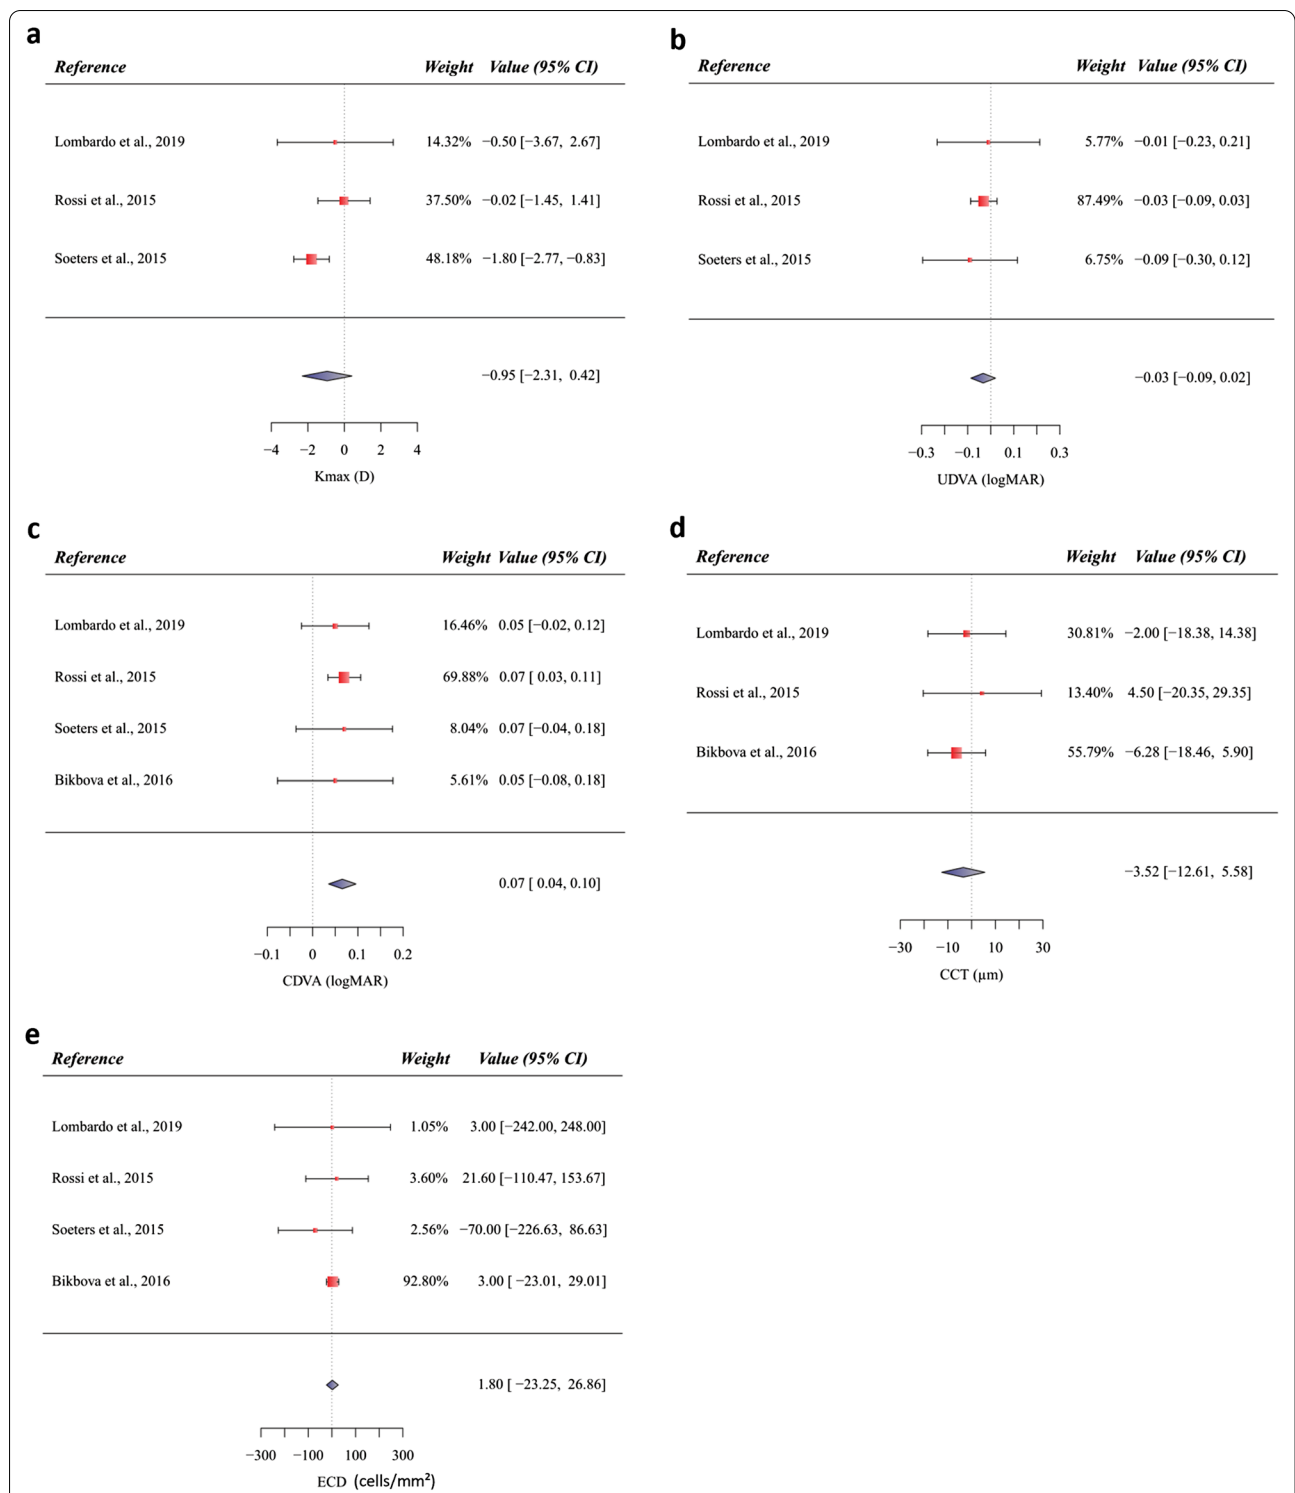 a
Reference Weight Value (95% CI)
Lombardo et al., 2019 14.32% −0.50 [−3.67, 2.67]
Rossi et al., 2015 37.50% −0.02 [−1.45, 1.41]
Soeters et al., 2015 48.18% −1.80 [−2.77, −0.83]
−0.95 [−2.31, 0.42]
−4 −2 0 2 4
Kmax (D)
b
Reference Weight Value (95% CI)
Lombardo et al., 2019 5.77% −0.01 [−0.23, 0.21]
Rossi et al., 2015 87.49% −0.03 [−0.09, 0.03]
Soeters et al., 2015 6.75% −0.09 [−0.30, 0.12]
−0.03 [−0.09, 0.02]
−0.3 −0.1 0.1 0.3
UDVA (logMAR)
c
Reference Weight Value (95% CI)
Lombardo et al., 2019 16.46% 0.05 [−0.02, 0.12]
Rossi et al., 2015 69.88% 0.07 [ 0.03, 0.11]
Soeters et al., 2015 8.04% 0.07 [−0.04, 0.18]
Bikbova et al., 2016 5.61% 0.05 [−0.08, 0.18]
0.07 [ 0.04, 0.10]
−0.1 0 0.1 0.2
CDVA (logMAR)
d
Reference Weight Value (95% CI)
Lombardo et al., 2019 30.81% −2.00 [−18.38, 14.38]
Rossi et al., 2015 13.40% 4.50 [−20.35, 29.35]
Bikbova et al., 2016 55.79% −6.28 [−18.46, 5.90]
−3.52 [−12.61, 5.58]
−30 −10 10 30
CCT (µm)
e
Reference Weight Value (95% CI)
Lombardo et al., 2019 1.05% 3.00 [−242.00, 248.00]
Rossi et al., 2015 3.60% 21.60 [−110.47, 153.67]
Soeters et al., 2015 2.56% −70.00 [−226.63, 86.63]
Bikbova et al., 2016 92.80% 3.00 [ −23.01, 29.01]
1.80 [ −23.25, 26.86]
−300 −100 100 300
ECD (cells/mm²)